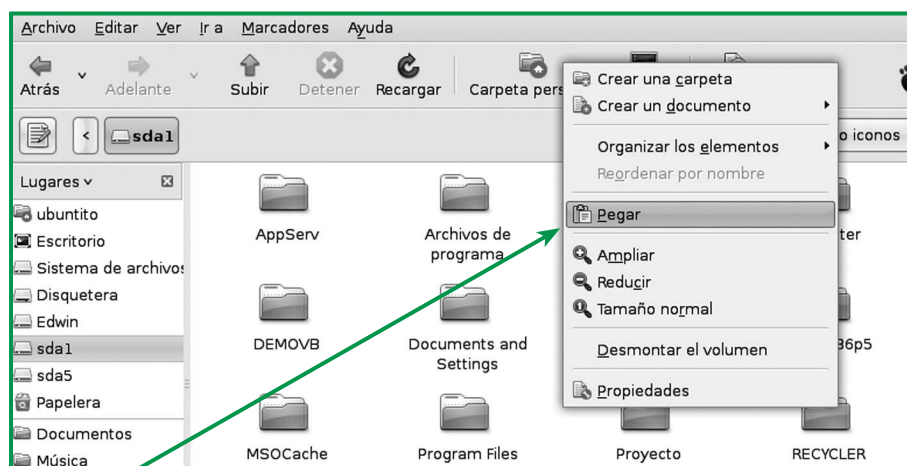 Archivo Editar Ver Ir a Marcadores Ayuda
Atrás Adelante Subir Detener Recargar Carpeta pers
sda1
o iconos
Lugares
ubuntito
Escritorio
Sistema de archivos
Disquetera
Edwin
sda1
sda5
Papelera
Documentos
Música
AppServ
Archivos de
programa
ter
DEMOVB
Documents and
Settings
36p5
MSOCache
Program Files
Proyecto
RECYCLER
Crear una carpeta
Crear un documento
Organizar los elementos
Reordenar por nombre
Pegar
Ampliar
Reducir
Tamaño normal
Desmontar el volumen
Propiedades